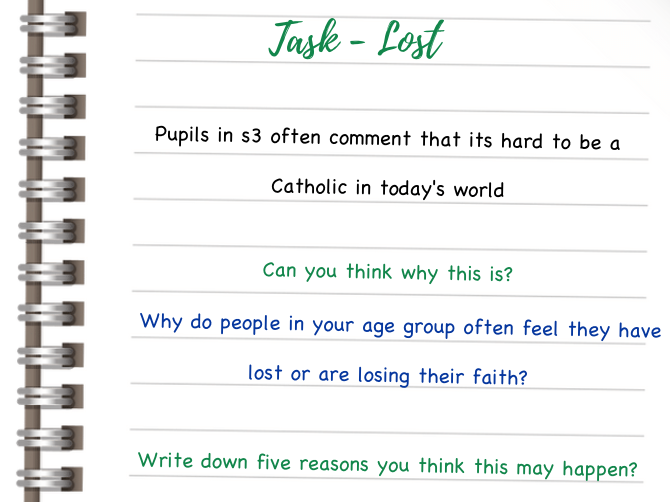 Task - Lost
Pupils in s3 often comment that its hard to be a
Catholic in today's world
Can you think why this is?
Why do people in your age group often feel they have
lost or are losing their faith?
Write down five reasons you think this may happen?